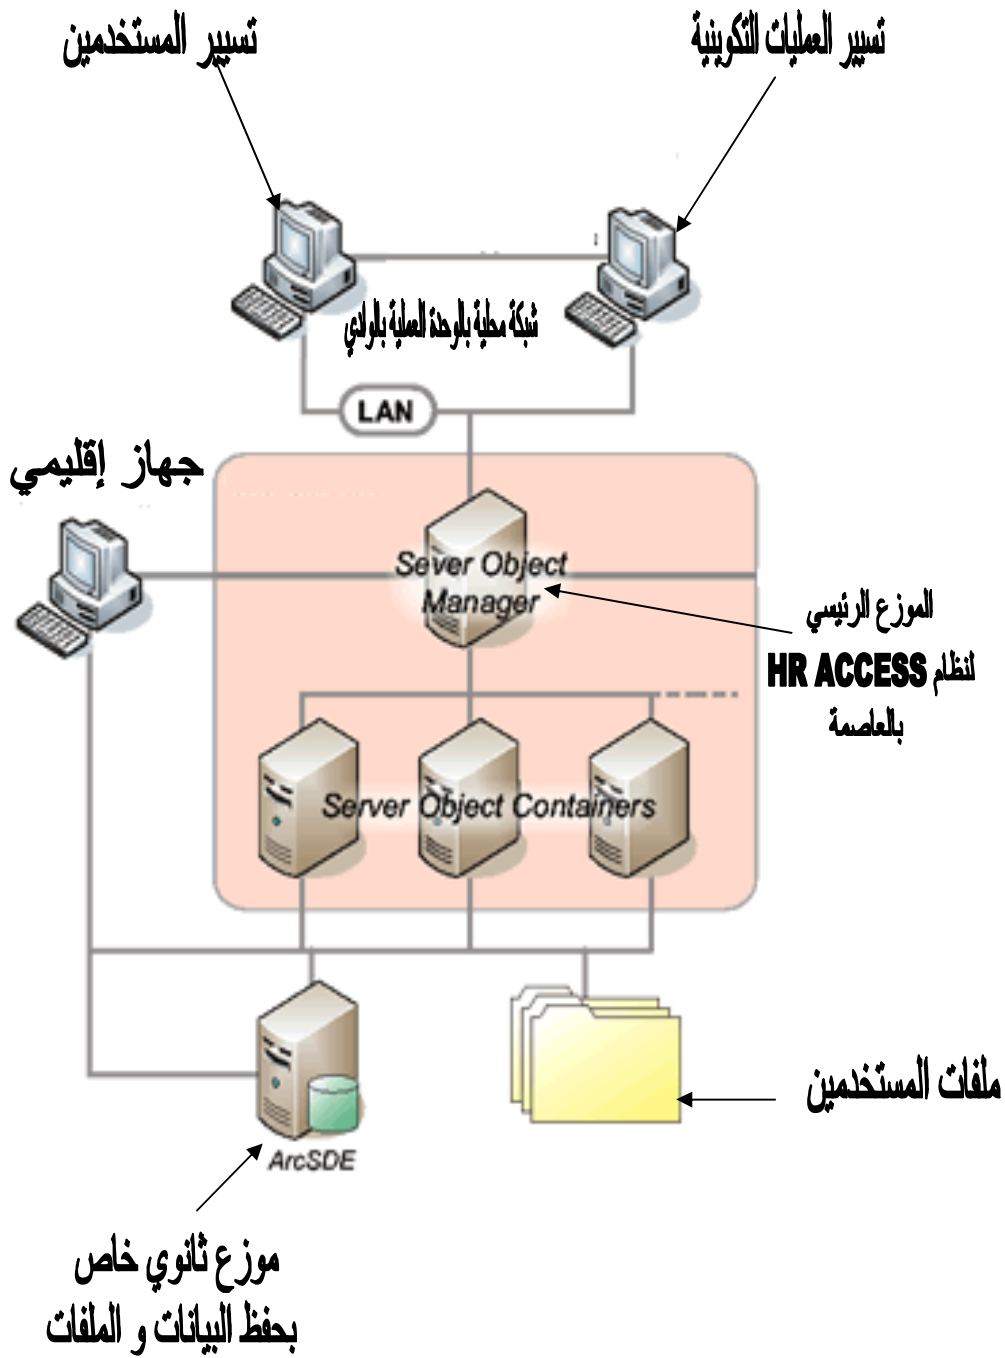 تسيير المستخدمين
تسيير العمليات التكوينية
شبكة محلية بالوحدة العملية بالوادي
LAN
جهاز إقليمي
Sever Object
Manager
الموزع الرئيسي
لنظام HR ACCESS
بالعاصمة
Server Object Containers
ملفات المستخدمين
ArcSDE
موزع ثانوي خاص
بحفظ البيانات و الملفات